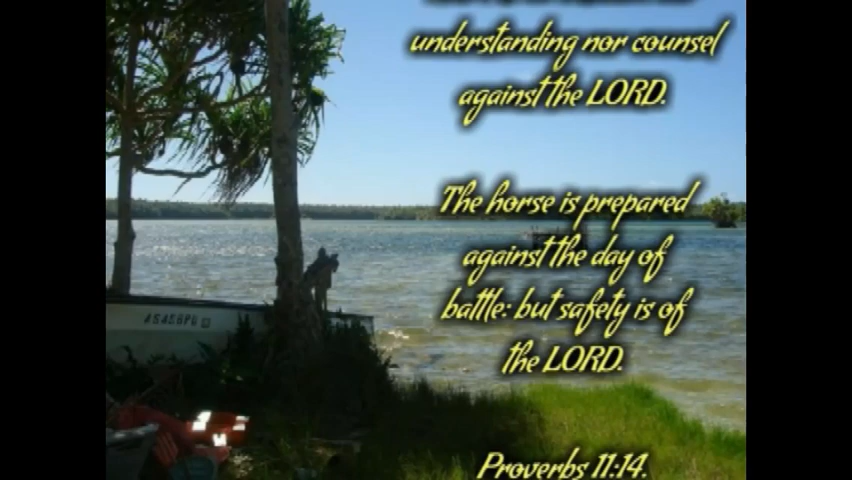 understanding nor counsel
against the LORD.
The horse is prepared
against the day of
battle: but safety is of
the LORD.
Proverbs 11:14.